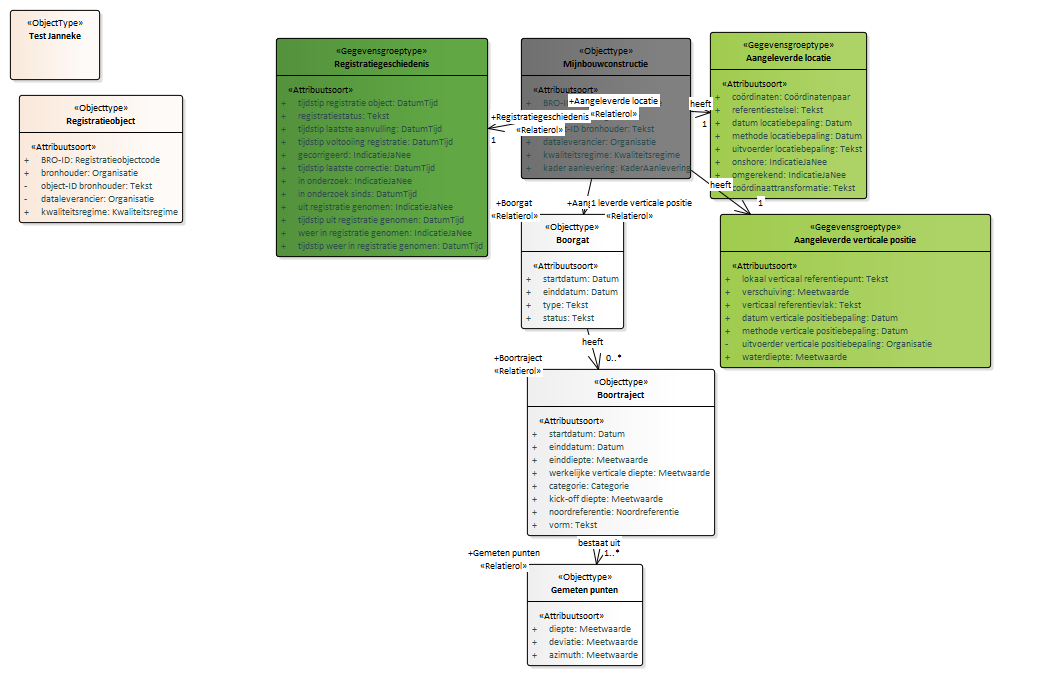 «ObjectType»
Test Janneke
«Objecttype»
Registratieobject
«Attribuutsoort»
+ BRO-ID: Registratieobjectcode
+ bronhouder: Organisatie
- object-ID bronhouder: Tekst
- dataleverancier: Organisatie
+ kwaliteitsregime: Kwaliteitsregime
«Gegevensgroeptype»
Registratiegeschiedenis
«Attribuutsoort»
+ tijdstip registratie object: DatumTijd
+ registratiestatus: Tekst
+ tijdstip laatste aanvulling: DatumTijd
+ tijdstip voltooing registratie: DatumTijd
+ gecorrigeerd: IndicatieJaNee
+ tijdstip laatste correctie: DatumTijd
+ in onderzoek: IndicatieJaNee
+ in onderzoek sinds: DatumTijd
+ uit registratie genomen: IndicatieJaNee
+ tijdstip uit registratie genomen: DatumTijd
+ weer in registratie genomen: IndicatieJaNee
+ tijdstip weer in registratie genomen: DatumTijd
«Objecttype»
Mijnbouwconstructie
«Attribuutsoort»
+ BRO-I
+Aangeleverde locatie
«Relatierol»
+Registratiegeschiedenis
«Relatierol»
1
-ID bronhouder: Tekst
dataleverancier: Organisatie
+ kwaliteitsregime: Kwaliteitsregime
+ kader aanlevering: KaderAanlevering
heeft
1
«Gegevensgroeptype»
Aangeleverde locatie
«Attribuutsoort»
+ coördinaten: Coördinatenpaar
+ referentiestelsel: Tekst
+ datum locatiebepaling: Datum
+ methode locatiebepaling: Datum
+ uitvoerder locatiebepaling: Tekst
+ onshore: IndicatieJaNee
+ omgerekend: IndicatieJaNee
coördinaattransformatie: Tekst
heeft
1
+Boorgat
«Relatierol»
+Aang1 leverde verticale positie
«Relatierol»
«Objecttype»
Boorgat
«Attribuutsoort»
+ startdatum: Datum
+ einddatum: Datum
+ type: Tekst
+ status: Tekst
«Gegevensgroeptype»
Aangeleverde verticale positie
«Attribuutsoort»
+ lokaal verticaal referentiepunt: Tekst
+ verschuiving: Meetwaarde
+ verticaal referentievlak: Tekst
+ datum verticale positiebepaling: Datum
+ methode verticale positiebepaling: Datum
- uitvoerder verticale positiebepaling: Organisatie
+ waterdiepte: Meetwaarde
heeft
0..*
+Boortraject
«Relatierol»
«Objecttype»
Boortraject
«Attribuutsoort»
+ startdatum: Datum
+ einddatum: Datum
+ einddiepte: Meetwaarde
+ werkelijke verticale diepte: Meetwaarde
+ categorie: Categorie
+ kick-off diepte: Meetwaarde
+ noordreferentie: Noordreferentie
+ vorm: Tekst
bestaat uit
1..*
+Gemeten punten
«Relatierol»
«Objecttype»
Gemeten punten
«Attribuutsoort»
+ diepte: Meetwaarde
+ deviatie: Meetwaarde
+ azimuth: Meetwaarde